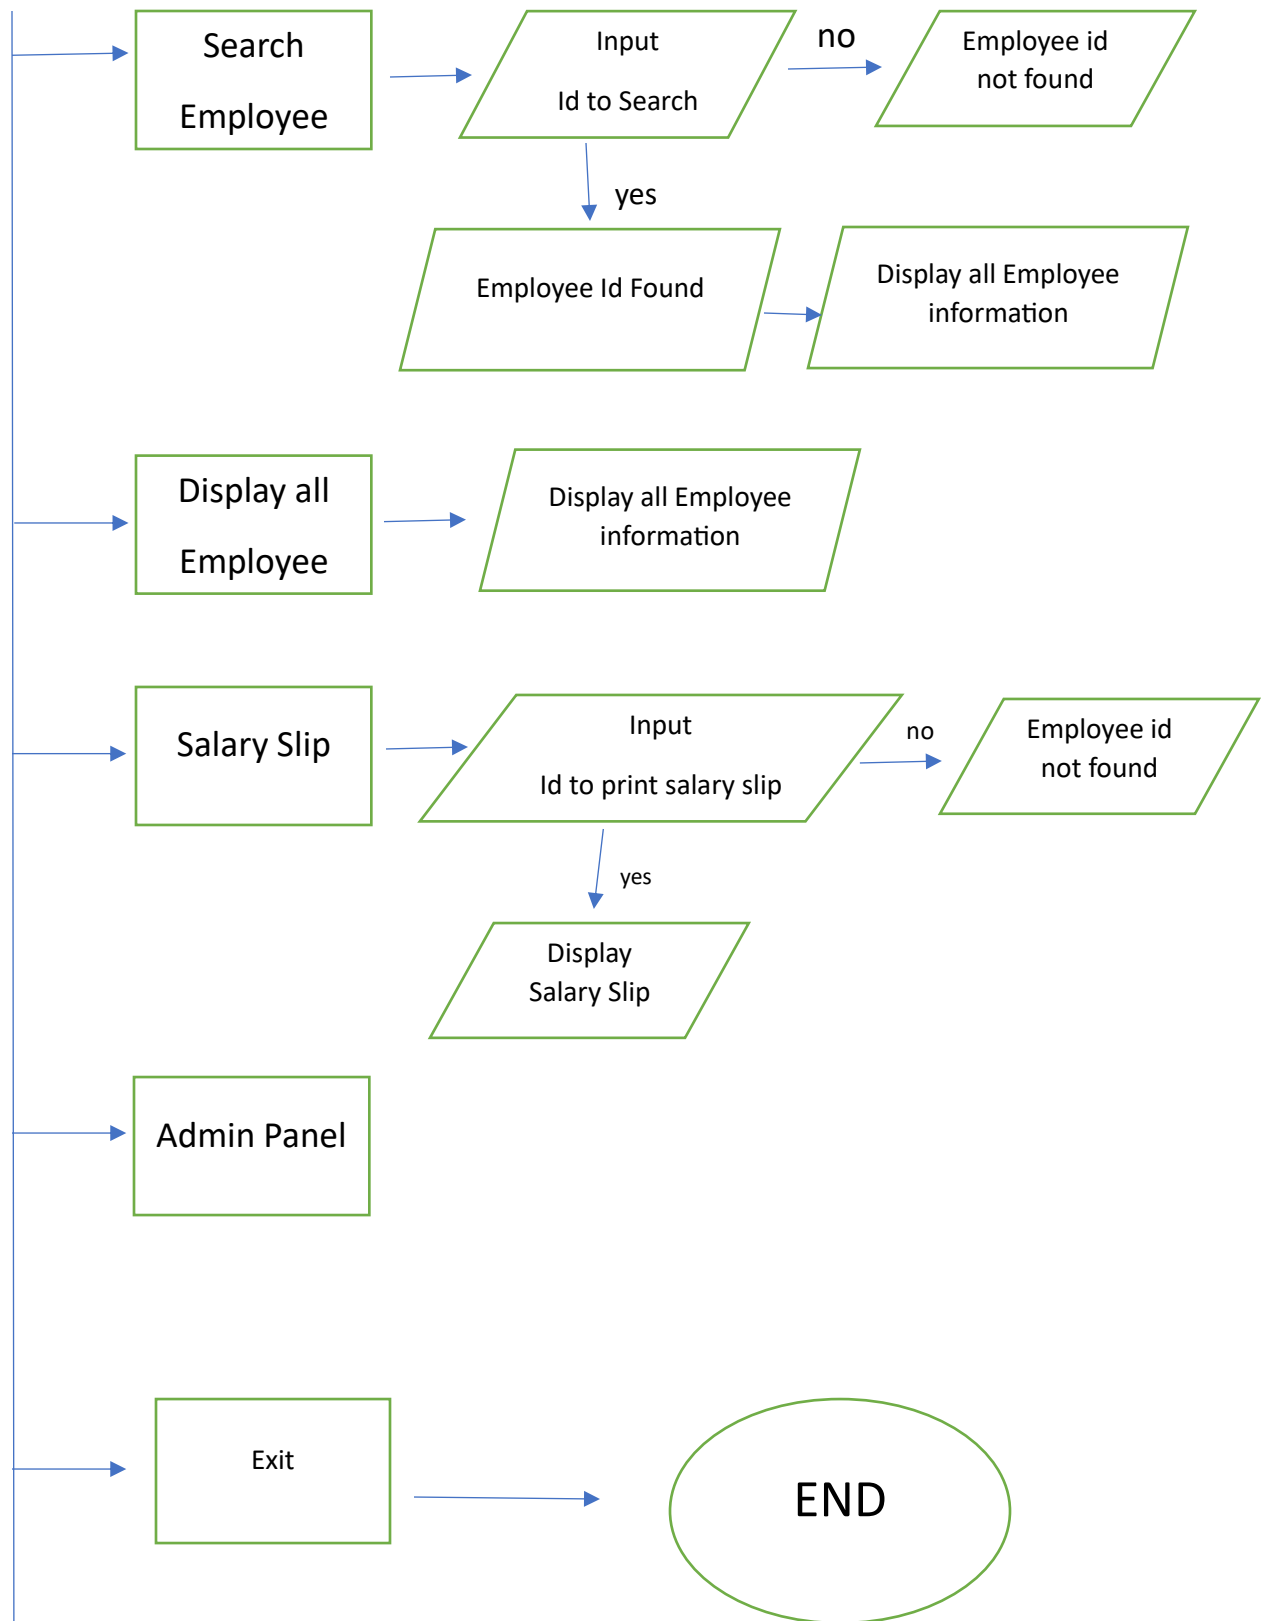 Search
Employee
Input
Id to Search
no
Employee id
not found
yes
Employee Id Found
Display all Employee
information
Display all
Employee
Display all Employee
information
Salary Slip
Input
Id to print salary slip
no
Employee id
not found
yes
Display
Salary Slip
Admin Panel
Exit
END